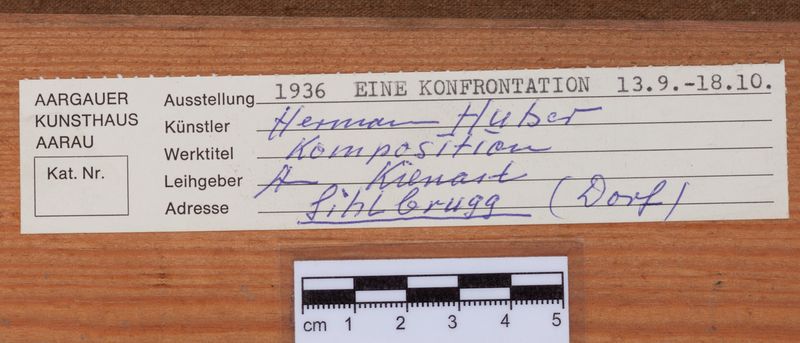 AARGAUER
KUNSTHAUS
AARAU
Kat. Nr.
Ausstellung 1936 EINE KONFRONTATION 13.9.-18.10.
Künstler Hermann Huber
Werktitel Komposition
Leihgeber A Kienast
Adresse Sihlbrugg (Dorf)
cm 1 2 3 4 5